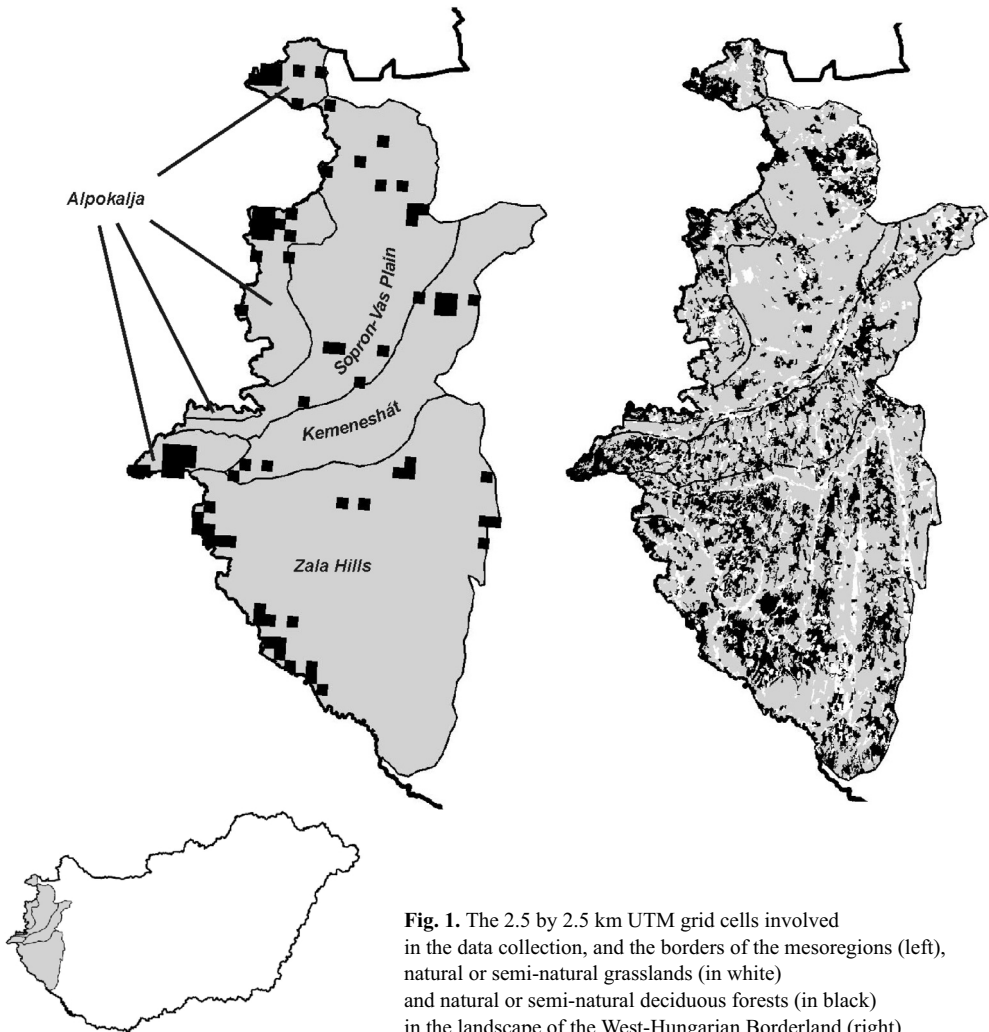 Alpokalja
Sopron-Vas Plain
Kemeneshát
Zala Hills
Fig. 1. The 2.5 by 2.5 km UTM grid cells involved
in the data collection, and the borders of the mesoregions (left),
natural or semi-natural grasslands (in white)
and natural or semi-natural deciduous forests (in black)
in the landscape of the West-Hungarian Borderland (right)